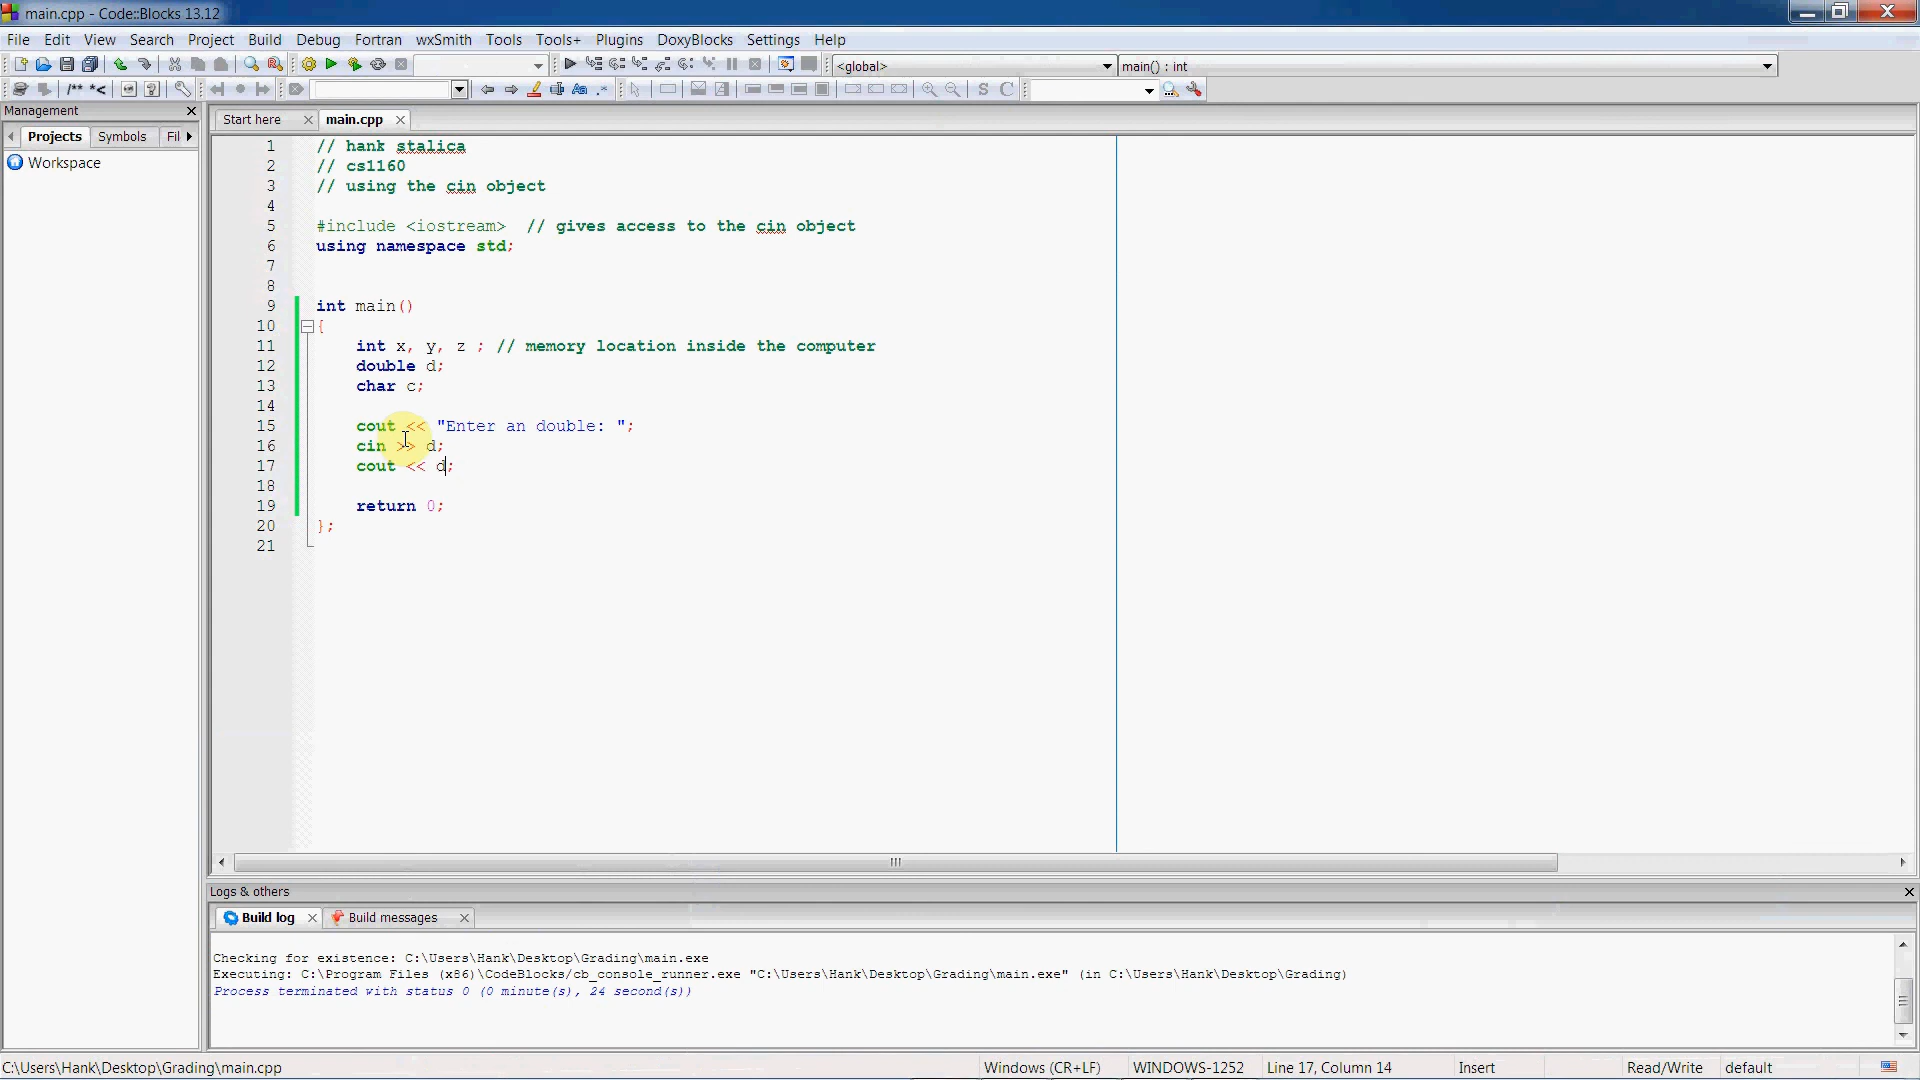 main.cpp - Code::Blocks 13.12
File Edit View Search Project Build Debug Fortran wxSmith Tools Tools+ Plugins DoxyBlocks Settings Help
<global> main() : int
/** *<
S C
Management
Start here main.cpp
Projects Symbols Fil
Workspace
1 // hank stalica
2 // cs1160
3 // using the cin object
4
5 #include <iostream>  // gives access to the cin object
6 using namespace std;
7
8
9 int main()
10 {
11 int x, y, z ; // memory location inside the computer
12 double d;
13 char c;
14
15 cout << "Enter an double: ";
16 cin >> d;
17 cout << d;
18
19 return 0;
20 };
21
Logs & others
Build log Build messages
Checking for existence: C:\Users\Hank\Desktop\Grading\main.exe
Executing: C:\Program Files (x86)\CodeBlocks/cb_console_runner.exe "C:\Users\Hank\Desktop\Grading\main.exe" (in C:\Users\Hank\Desktop\Grading)
Process terminated with status 0 (0 minute(s), 24 second(s))
C:\Users\Hank\Desktop\Grading\main.cpp Windows (CR+LF) WINDOWS-1252 Line 17, Column 14 Insert Read/Write default